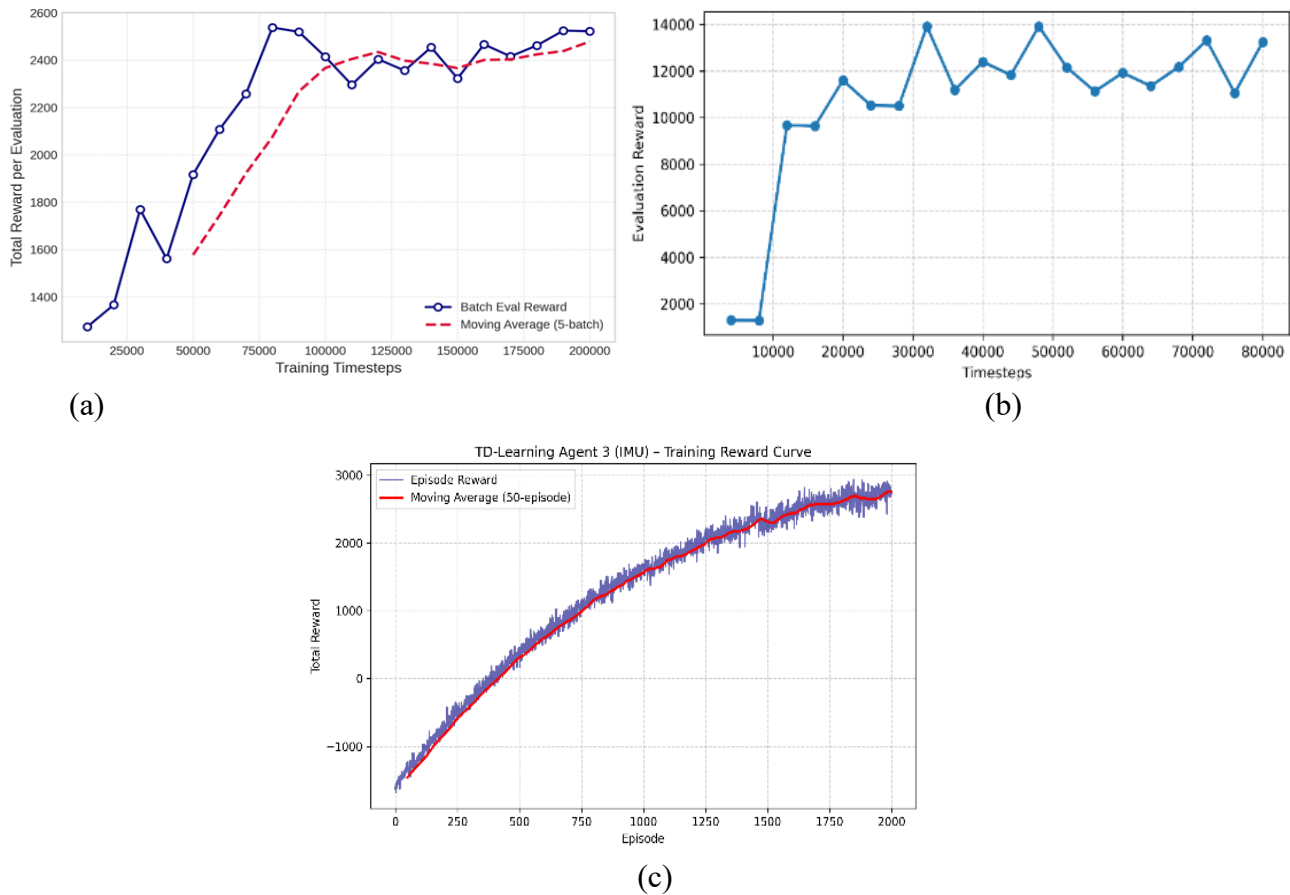 2600
2400
2200
2000
1800
1600
1400
Total Reward per Evaluation
Batch Eval Reward
Moving Average (5-batch)
25000 50000 75000 100000 125000 150000 175000 200000
Training Timesteps
(a)
14000
12000
10000
8000
6000
4000
2000
Evaluation Reward
10000 20000 30000 40000 50000 60000 70000 80000
Timesteps
(b)
TD-Learning Agent 3 (IMU) – Training Reward Curve
Episode Reward
Moving Average (50-episode)
3000
2000
1000
0
−1000
Total Reward
0 250 500 750 1000 1250 1500 1750 2000
Episode
(c)